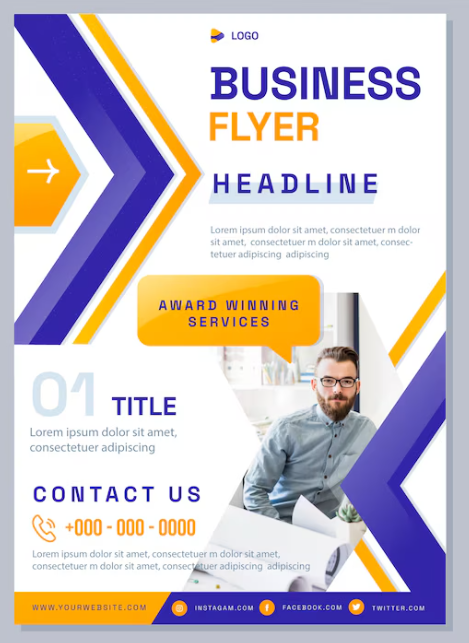 LOGO
BUSINESS
FLYER
HEADLINE
Lorem ipsum dolor sit amet, consectetuer m dolor
sit amet, consectetuer m dolor sit amet, consec-
tetuer adipiscing adipiscing
AWARD WINNING
SERVICES
01 TITLE
Lorem ipsum dolor sit amet,
consectetuer adipiscing
CONTACT US
+000 - 000 - 0000
Lorem ipsum dolor sit amet, consectetuer m dolor sit amet,
consectetuer m dolor sit amet, consectetuer adipiscing adipiscing
WWW.YOURWEBSITE.COM INSTAGAM.COM FACEBOOK.COM TWITTER.COM